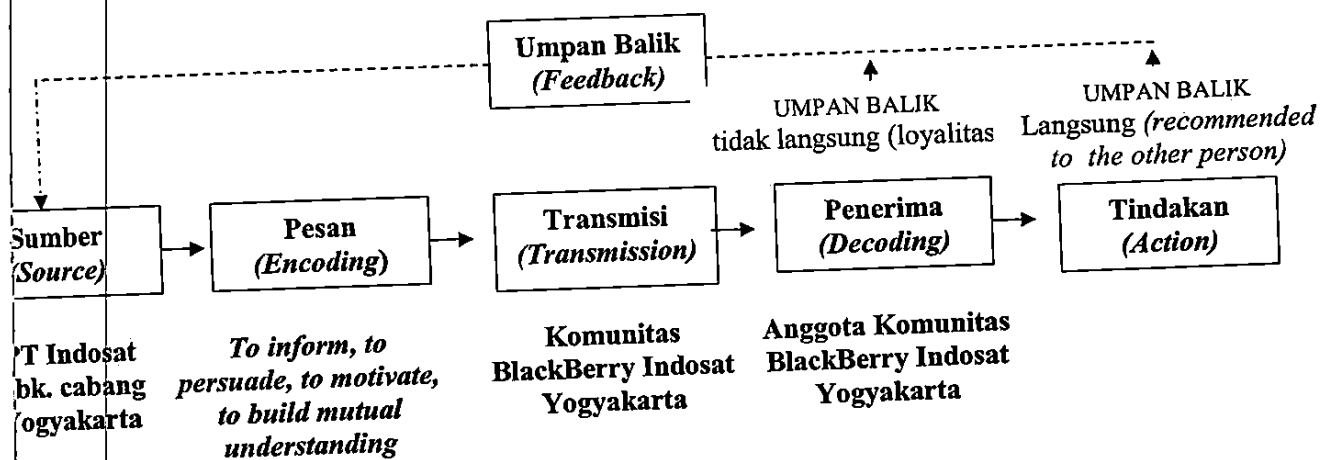 Umpan Balik
(Feedback)
UMPAN BALIK
tidak langsung (loyalitas
UMPAN BALIK
Langsung (recommended
to the other person)
Sumber
(Source)
Pesan
(Encoding)
Transmisi
(Transmission)
Penerima
(Decoding)
Tindakan
(Action)
PT Indosat
bk. cabang
Yogyakarta
To inform, to
persuade, to motivate,
to build mutual
understanding
Komunitas
BlackBerry Indosat
Yogyakarta
Anggota Komunitas
BlackBerry Indosat
Yogyakarta